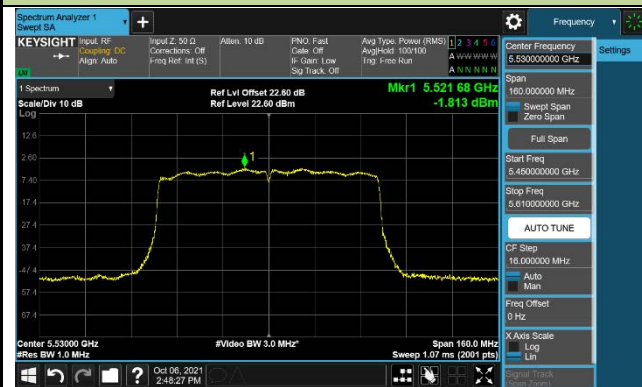 Spectrum Analyzer 1
Swept SA
Frequency
KEYSIGHT
Input: RF
Coupling: DC
Align: Auto
Input Z: 50 Ω
Corrections: Off
Freq Ref: Int (S)
Atten: 10 dB
PNO: Fast
Gate: Off
IF Gain: Low
Sig Track: Off
Avg Type: Power (RMS)
Avg|Hold: 100/100
Trig: Free Run
1 2 3 4 5 6
A W W W W W
A N N N N N
LXI
1 Spectrum
Scale/Div 10 dB
Log
Ref Lvl Offset 22.60 dB
Ref Level 22.60 dBm
Mkr1 5.521 68 GHz
-1.813 dBm
1
12.6
2.60
-7.40
-17.4
-27.4
-37.4
-47.4
-57.4
-67.4
Center 5.53000 GHz
#Res BW 1.0 MHz
#Video BW 3.0 MHz*
Span 160.0 MHz
Sweep 1.07 ms (2001 pts)
Center Frequency
5.530000000 GHz
Settings
Span
160.000000 MHz
Swept Span
Zero Span
Full Span
Start Freq
5.450000000 GHz
Stop Freq
5.610000000 GHz
AUTO TUNE
CF Step
16.000000 MHz
Auto
Man
Freq Offset
0 Hz
X Axis Scale
Log
Lin
Signal Track
(Span Zoom)
Oct 06, 2021
2:48:27 PM